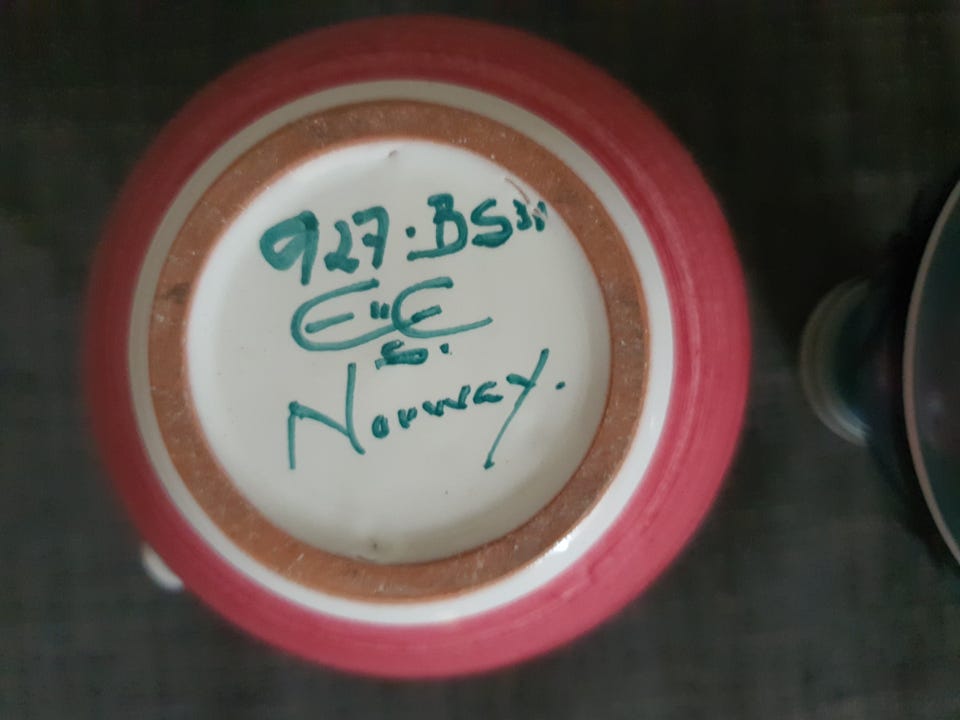 927·BS
E"E
S.
Norway.